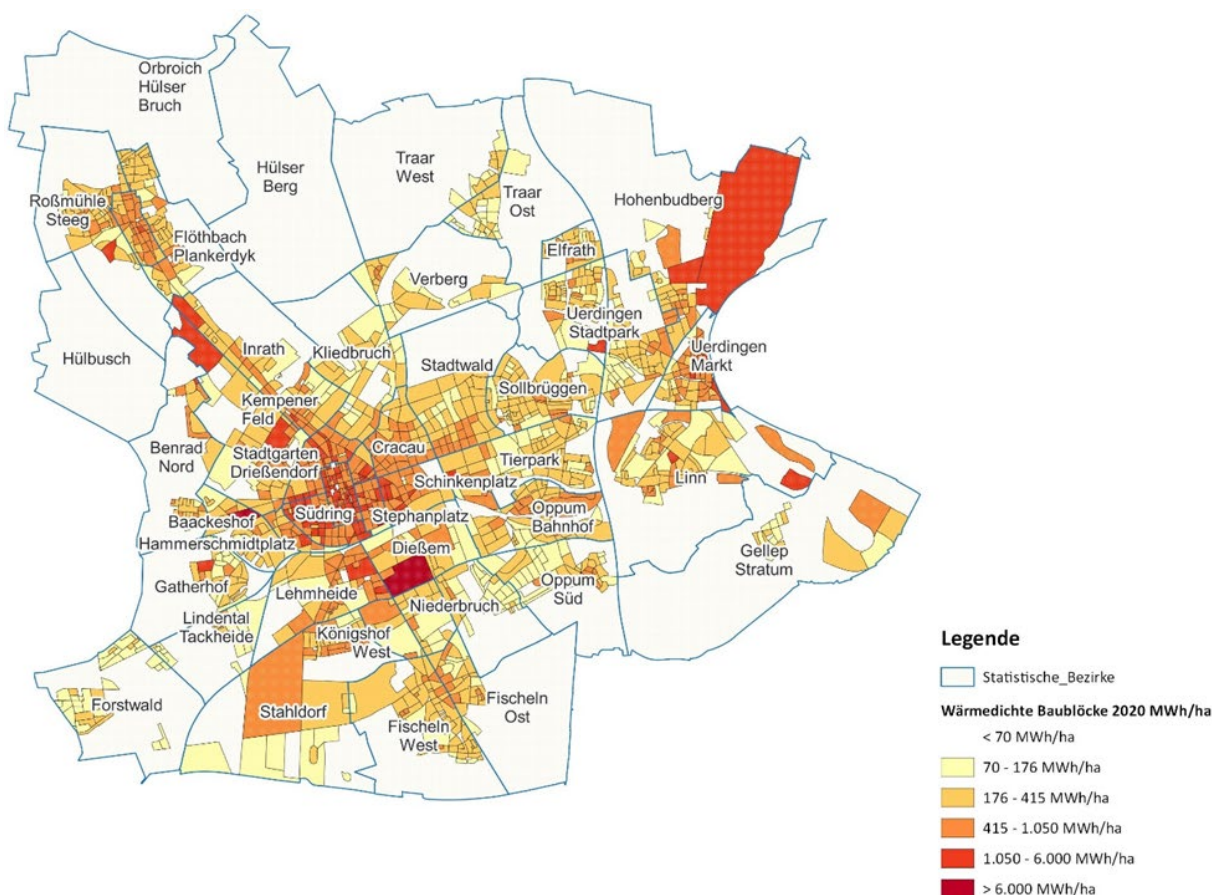 Orbroich
Hülser
Bruch
Hülser
Berg
Traar
West
Traar
Ost
Hohenbudberg
Roßmühle
Steeg
Flöthbach
Plankerdyk
Elfrath
Verberg
Uerdingen
Stadtpark
Hülbusch
Inrath
Kliedbruch
Stadtwald
Uerdingen
Markt
Sollbrüggen
Kempener
Feld
Benrad
Nord
Stadtgarten
Drießendorf
Cracau
Tierpark
Schinkenplatz
Linn
Baackeshof
Südring
Stephanplatz
Oppum
Bahnhof
Hammerschmidtplatz
Dießem
Gellep
Stratum
Gatherhof
Lehmheide
Niederbruch
Oppum
Süd
Lindental
Tackheide
Königshof
West
Forstwald
Stahldorf
Fischeln
West
Fischeln
Ost
Legende
Statistische_Bezirke
Wärmedichte Baublöcke 2020 MWh/ha
< 70 MWh/ha
70 - 176 MWh/ha
176 - 415 MWh/ha
415 - 1.050 MWh/ha
1.050 - 6.000 MWh/ha
> 6.000 MWh/ha